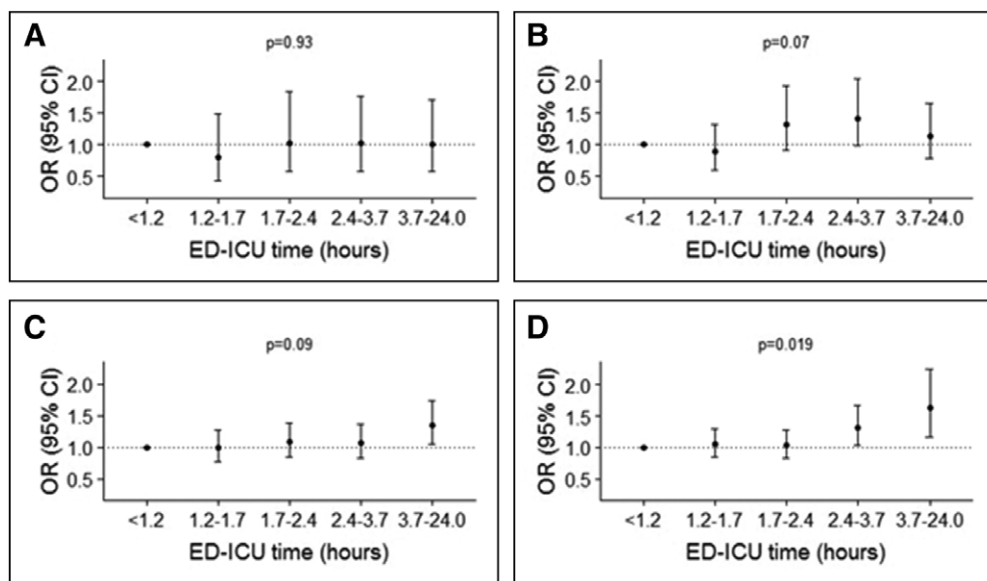 A
p=0.93
OR (95% CI)
2.0
1.5
1.0
0.5
<1.2 1.2-1.7 1.7-2.4 2.4-3.7 3.7-24.0
ED-ICU time (hours)
B
p=0.07
OR (95% CI)
2.0
1.5
1.0
0.5
<1.2 1.2-1.7 1.7-2.4 2.4-3.7 3.7-24.0
ED-ICU time (hours)
C
p=0.09
OR (95% CI)
2.0
1.5
1.0
0.5
<1.2 1.2-1.7 1.7-2.4 2.4-3.7 3.7-24.0
ED-ICU time (hours)
D
p=0.019
OR (95% CI)
2.0
1.5
1.0
0.5
<1.2 1.2-1.7 1.7-2.4 2.4-3.7 3.7-24.0
ED-ICU time (hours)